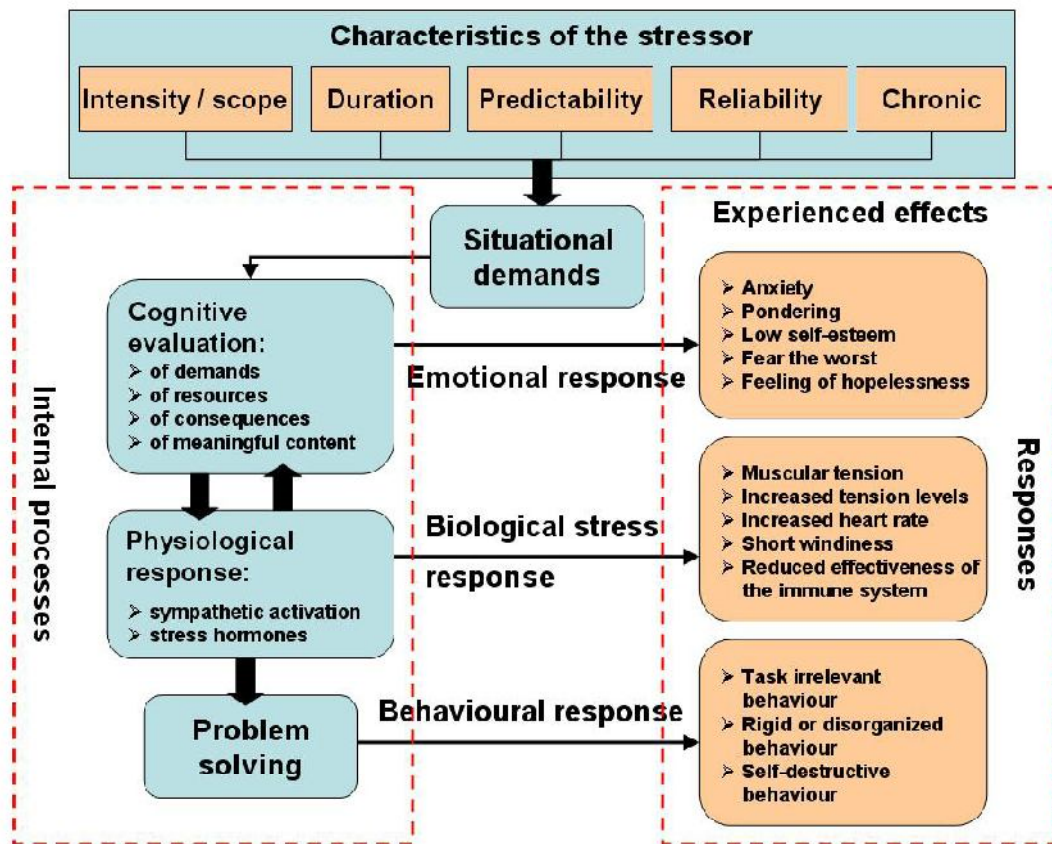 Characteristics of the stressor
Intensity / scope
Duration
Predictability
Reliability
Chronic
Situational
demands
Internal processes
Cognitive
evaluation:
➢ of demands
➢ of resources
➢ of consequences
➢ of meaningful content
Physiological
response:
➢ sympathetic activation
➢ stress hormones
Problem
solving
Emotional response
Biological stress
response
Behavioural response
Experienced effects
➢ Anxiety
➢ Pondering
➢ Low self-esteem
➢ Fear the worst
➢ Feeling of hopelessness
➢ Muscular tension
➢ Increased tension levels
➢ Increased heart rate
➢ Short windiness
➢ Reduced effectiveness of
the immune system
➢ Task irrelevant
behaviour
➢ Rigid or disorganized
behaviour
➢ Self-destructive
behaviour
Responses